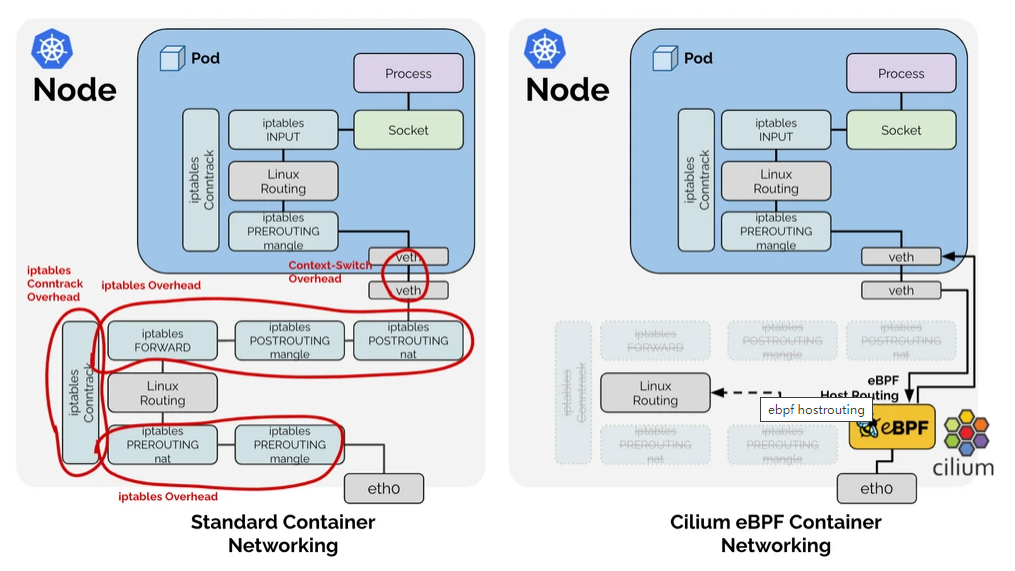 Node
Pod
Process
iptables
INPUT
Socket
iptables
Conntrack
Linux
Routing
iptables
PREROUTING
mangle
veth
Context-Switch
Overhead
veth
iptables
Conntrack
Overhead
iptables Overhead
iptables
Conntrack
iptables
FORWARD
iptables
POSTROUTING
mangle
iptables
POSTROUTING
nat
Linux
Routing
iptables
PREROUTING
nat
iptables
PREROUTING
mangle
iptables Overhead
eth0
Standard Container
Networking
Node
Pod
Process
iptables
INPUT
Socket
iptables
Conntrack
Linux
Routing
iptables
PREROUTING
mangle
veth
veth
iptables
Conntrack
iptables
FORWARD
iptables
POSTROUTING
mangle
iptables
POSTROUTING
nat
Linux
Routing
eBPF
Host Routing
ebpf hostrouting
iptables
PREROUTING
nat
iptables
PREROUTING
mangle
eBPF
cilium
eth0
Cilium eBPF Container
Networking